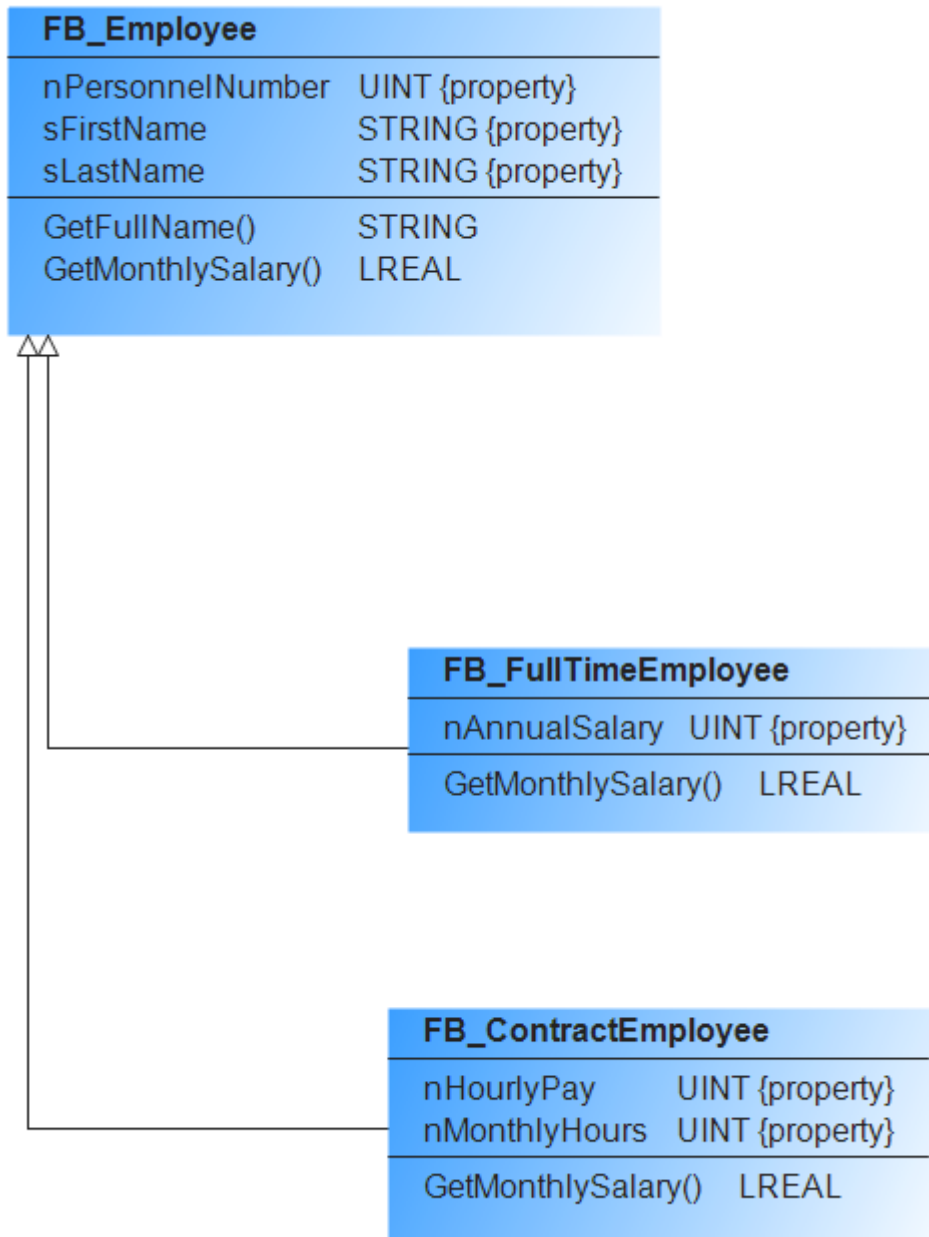 FB_Employee
nPersonnelNumber UINT {property}
sFirstName STRING {property}
sLastName STRING {property}
GetFullName() STRING
GetMonthlySalary() LREAL
FB_FullTimeEmployee
nAnnualSalary UINT {property}
GetMonthlySalary() LREAL
FB_ContractEmployee
nHourlyPay UINT {property}
nMonthlyHours UINT {property}
GetMonthlySalary() LREAL